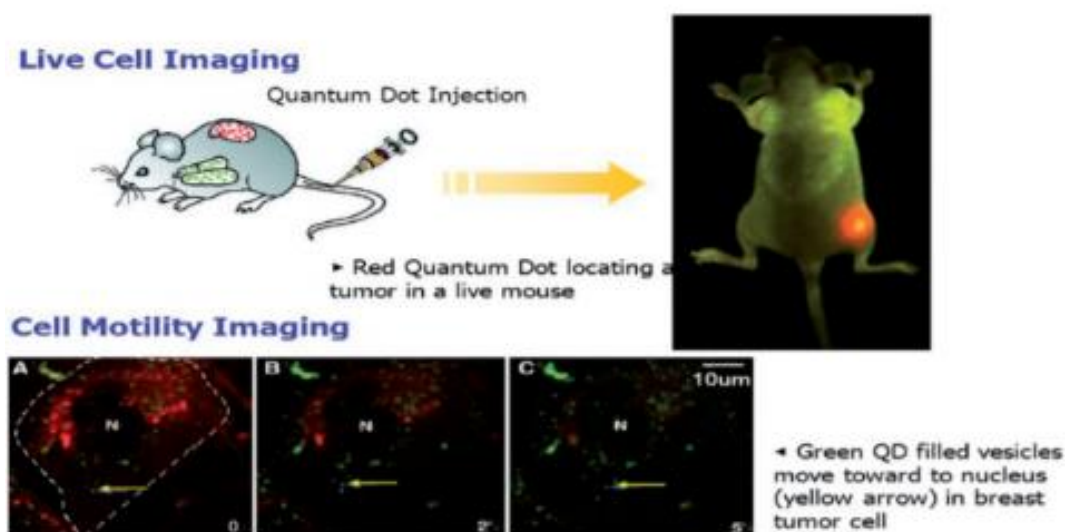 Live Cell Imaging
Quantum Dot Injection
► Red Quantum Dot locating a
tumor in a live mouse
Cell Motility Imaging
A
B
C
10um
N
N
N
0
2'
5'
◄ Green QD filled vesicles
move toward to nucleus
(yellow arrow) in breast
tumor cell